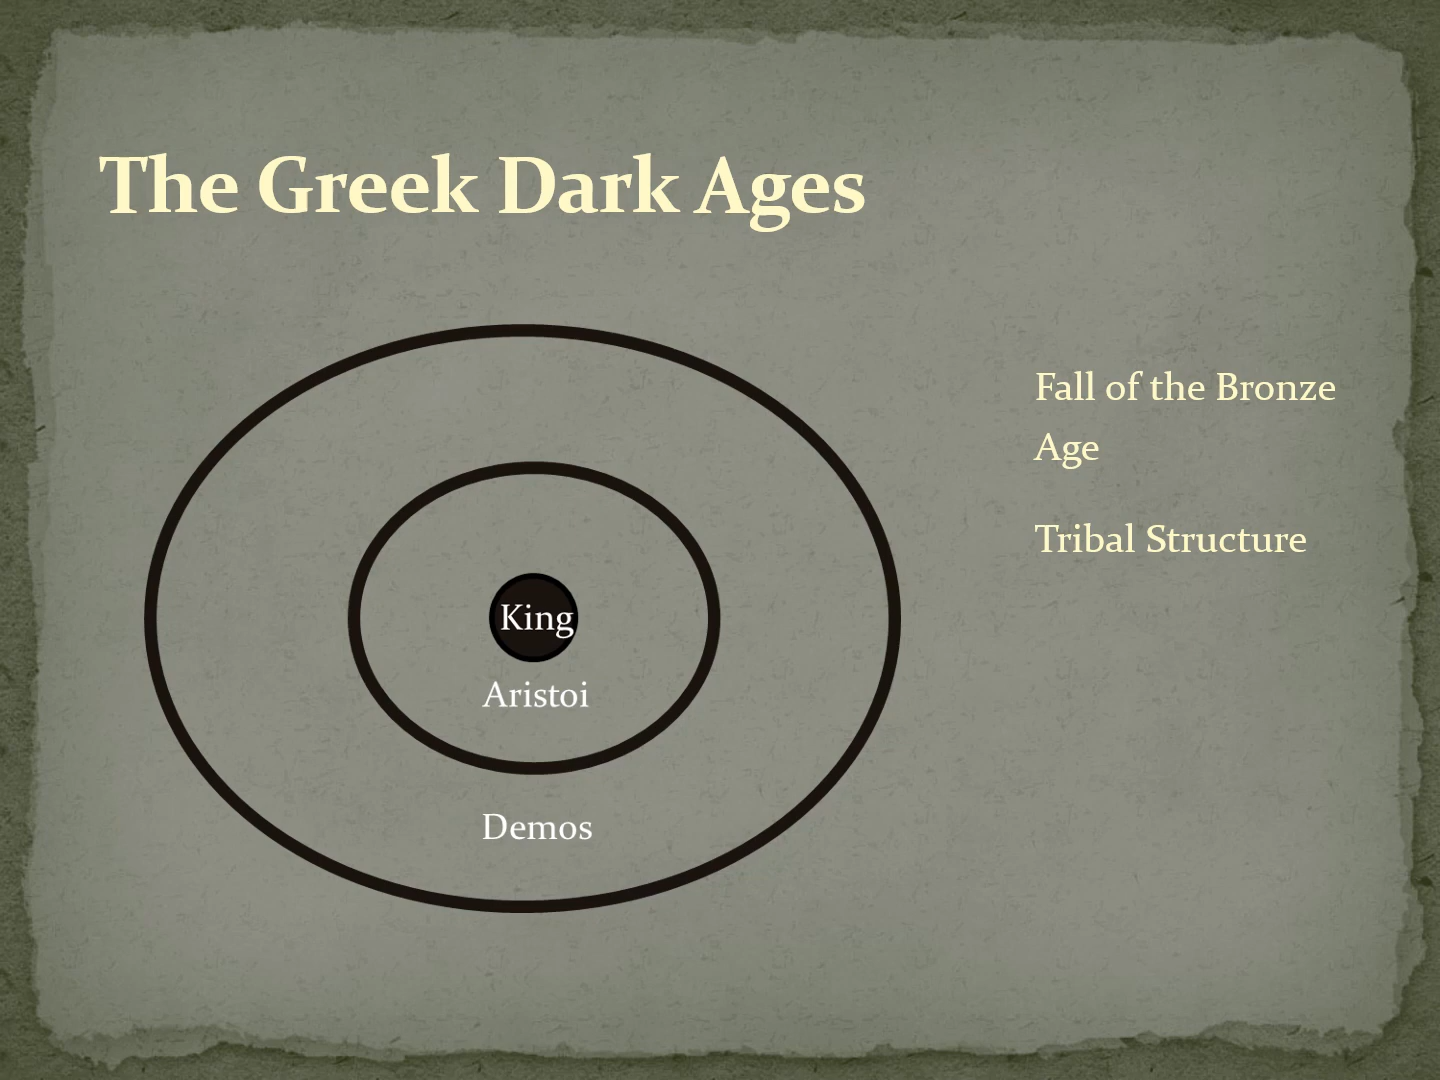 The Greek Dark Ages
King
Aristoi
Demos
Fall of the Bronze
Age
Tribal Structure